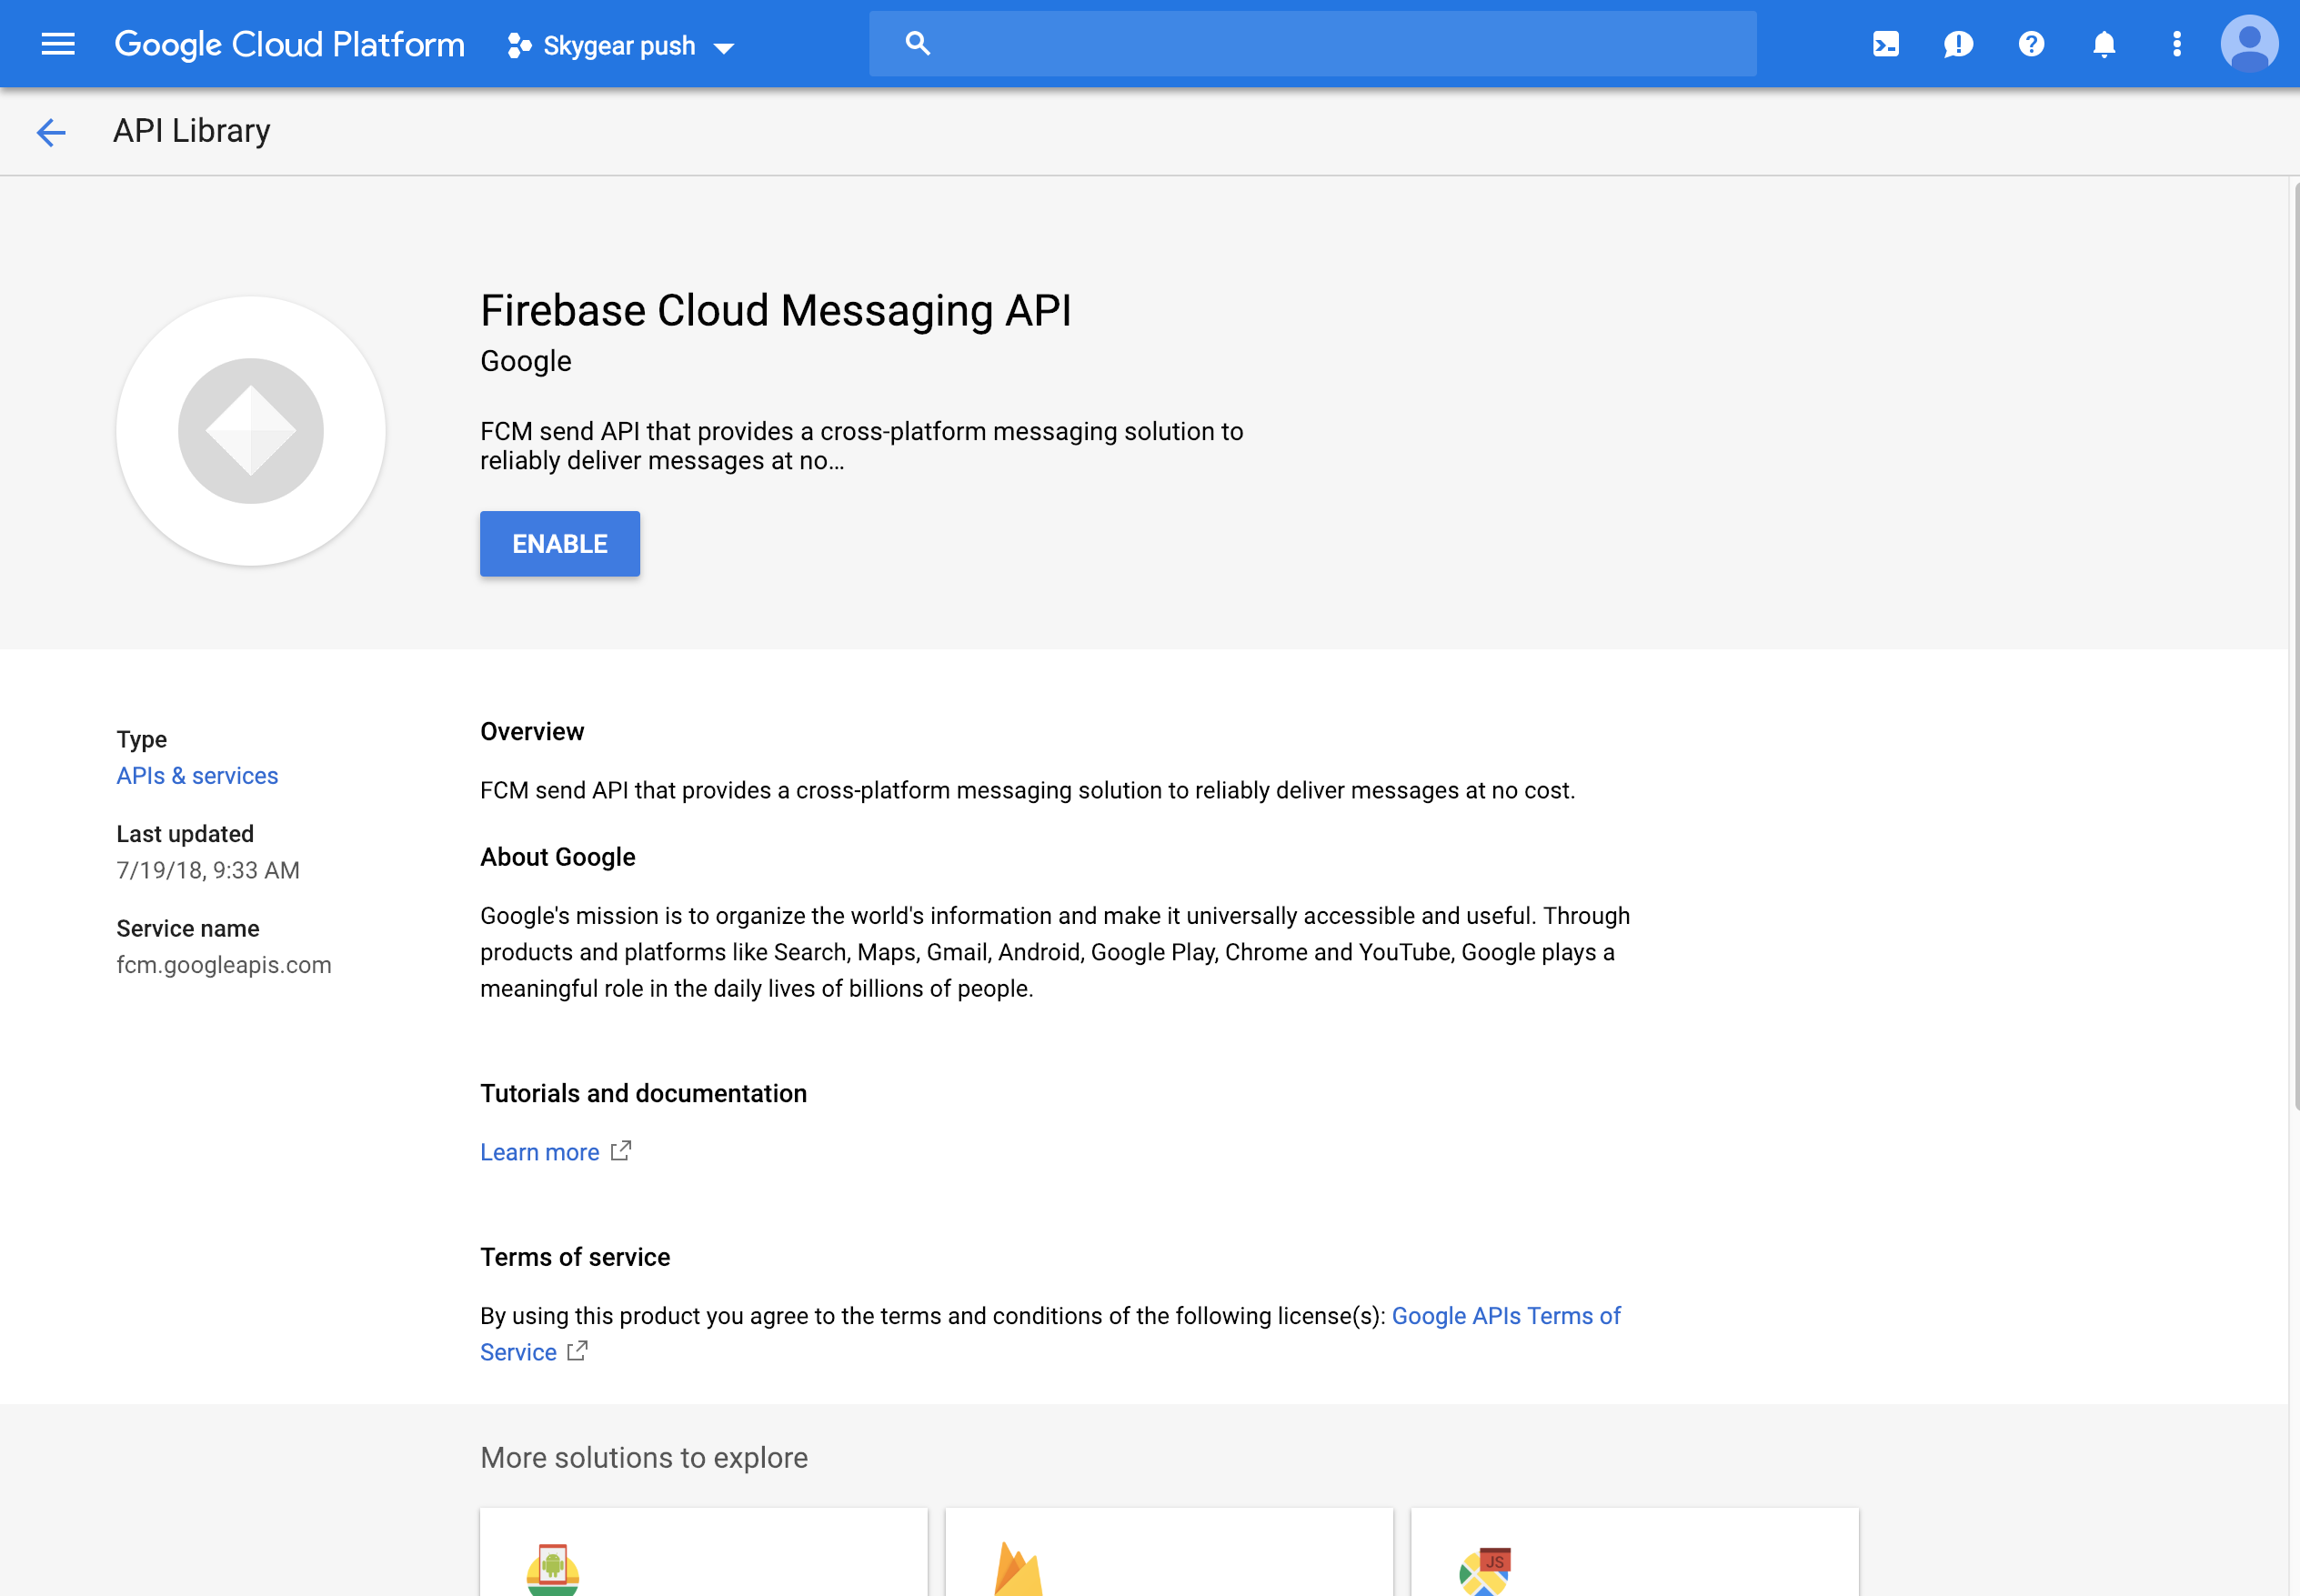 Google Cloud Platform
Skygear push
API Library
Firebase Cloud Messaging API
Google
FCM send API that provides a cross-platform messaging solution to
reliably deliver messages at no...
ENABLE
Type
APIs & services
Last updated
7/19/18, 9:33 AM
Service name
fcm.googleapis.com
Overview
FCM send API that provides a cross-platform messaging solution to reliably deliver messages at no cost.
About Google
Google's mission is to organize the world's information and make it universally accessible and useful. Through
products and platforms like Search, Maps, Gmail, Android, Google Play, Chrome and YouTube, Google plays a
meaningful role in the daily lives of billions of people.
Tutorials and documentation
Learn more
Terms of service
By using this product you agree to the terms and conditions of the following license(s): Google APIs Terms of
Service
More solutions to explore
JS